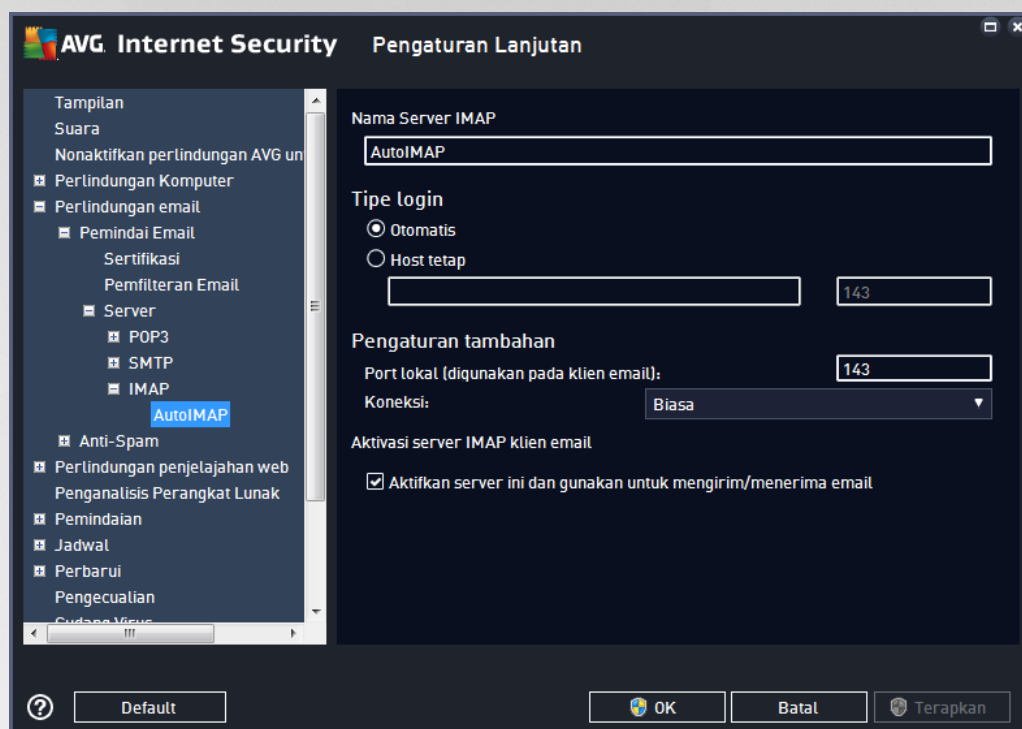 AVG. Internet Security
Pengaturan Lanjutan
Tampilan
Suara
Nonaktifkan perlindungan AVG un
Perlindungan Komputer
Perlindungan email
Pemindai Email
Sertifikasi
Pemfilteran Email
Server
POP3
SMTP
IMAP
AutoIMAP
Anti-Spam
Perlindungan penjelajahan web
Penganalisis Perangkat Lunak
Pemindaian
Jadwal
Perbarui
Pengecualian
Gudang Virus
Nama Server IMAP
AutoIMAP
Tipe login
Otomatis
Host tetap
143
Pengaturan tambahan
Port lokal (digunakan pada klien email):
143
Koneksi:
Biasa
Aktivasi server IMAP klien email
Aktifkan server ini dan gunakan untuk mengirim/menerima email
Default
OK
Batal
Terapkan